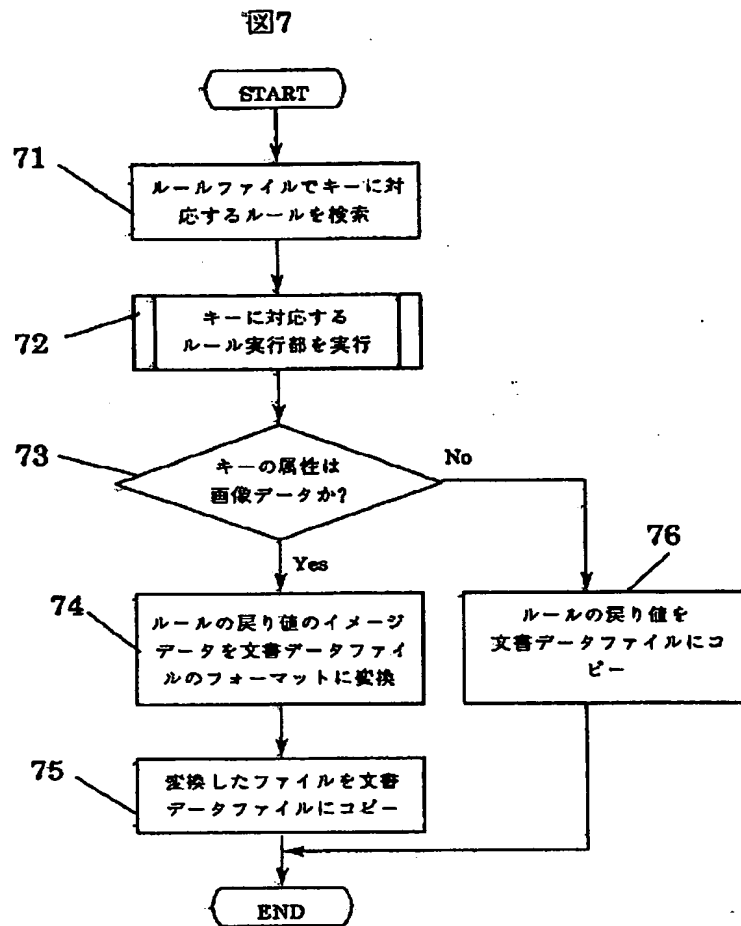 図7
START
71
ルールファイルでキーに対
応するルールを検索
72
キーに対応する
ルール実行部を実行
73
キーの属性は
画像データか?
No
Yes
74
ルールの戻り値のイメージ
データを文書データファイ
ルのフォーマットに変換
76
ルールの戻り値を
文書データファイルにコ
ピー
75
変換したファイルを文書
データファイルにコピー
END